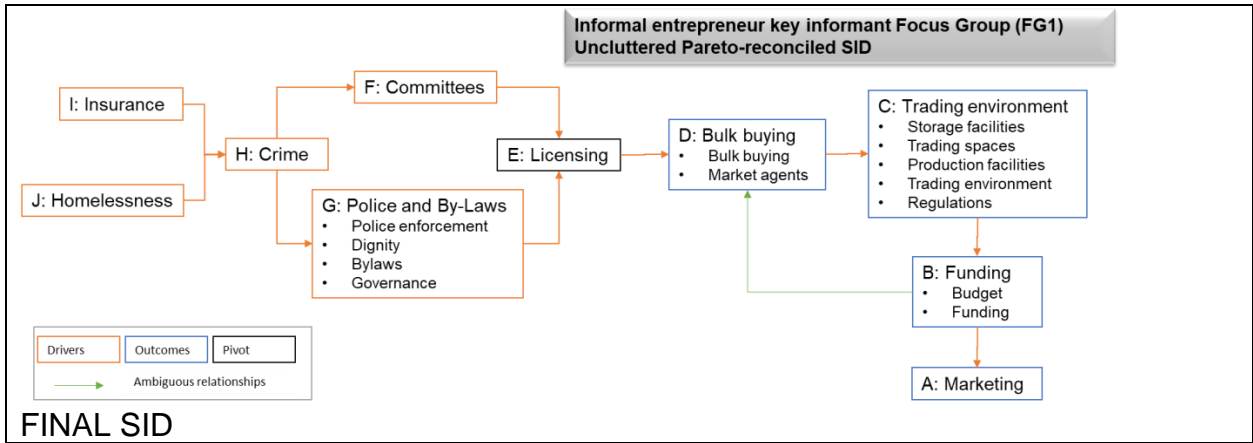 Informal entrepreneur key informant Focus Group (FG1)
Uncluttered Pareto-reconciled SID
I: Insurance
J: Homelessness
H: Crime
F: Committees
G: Police and By-Laws
• Police enforcement
• Dignity
• Bylaws
• Governance
E: Licensing
D: Bulk buying
• Bulk buying
• Market agents
C: Trading environment
• Storage facilities
• Trading spaces
• Production facilities
• Trading environment
• Regulations
B: Funding
• Budget
• Funding
A: Marketing
Drivers
Outcomes
Pivot
Ambiguous relationships
FINAL SID